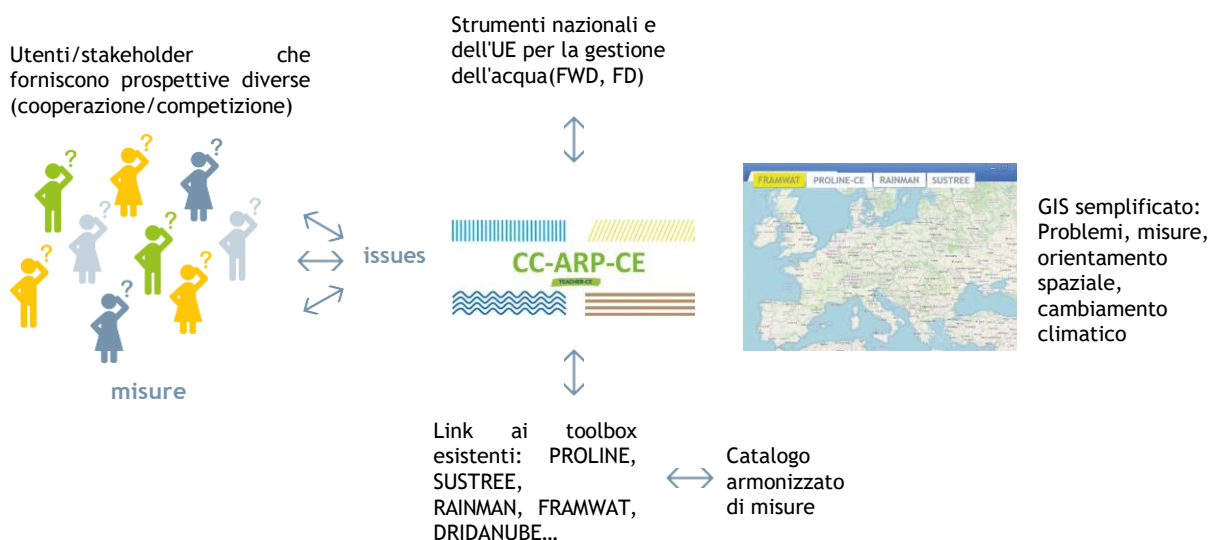 Utenti/stakeholder che
forniscono prospettive diverse
(cooperazione/competizione)
? ? ?
? ? ?
? ? ?
?
misure
issues
Strumenti nazionali e
dell'UE per la gestione
dell'acqua(FWD, FD)
CC-ARP-CE
TEACHER-CE
FRAMWAT PROLINE-CE RAINMAN SUSTREE
GIS semplificato:
Problemi, misure,
orientamento
spaziale,
cambiamento
climatico
Link ai toolbox
esistenti: PROLINE,
SUSTREE,
RAINMAN, FRAMWAT,
DRIDANUBE…
Catalogo
armonizzato
di misure